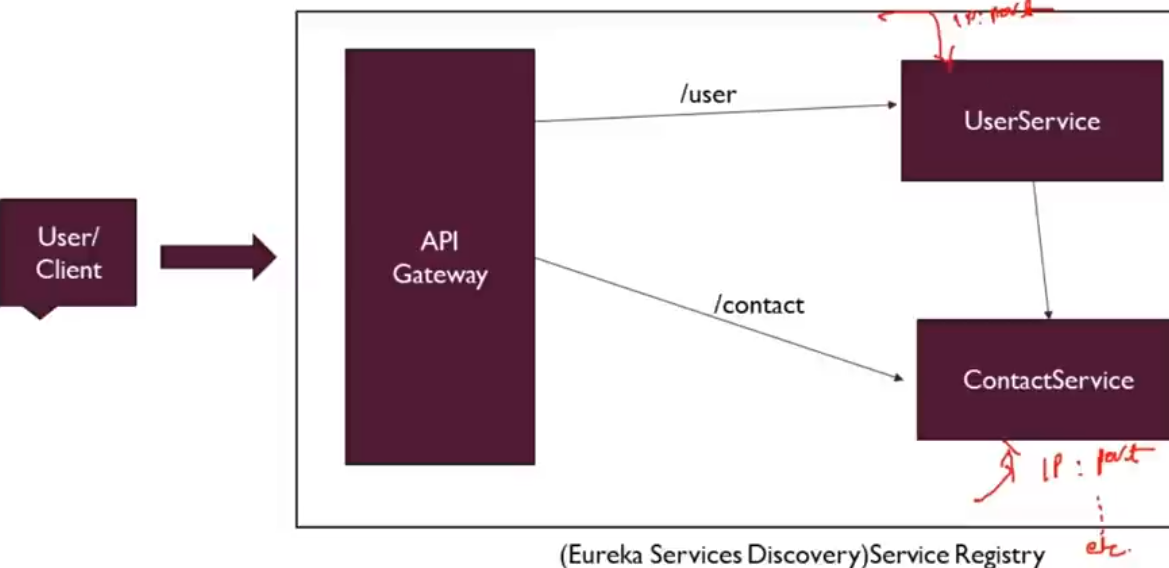 IP: port
/user
UserService
User/
Client
API
Gateway
/contact
ContactService
IP : port
etc.
(Eureka Services Discovery)Service Registry